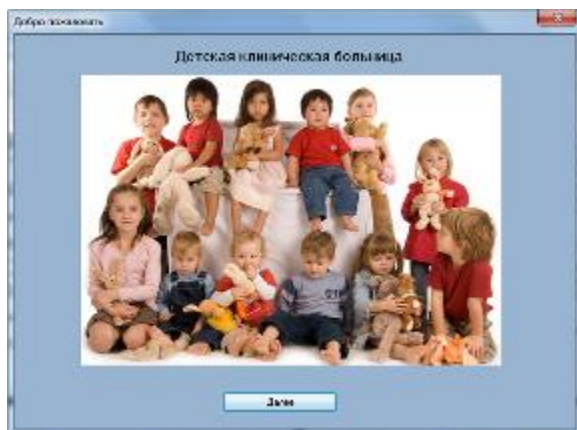 Добро пожаловать
Детская клиническая больница
Далее